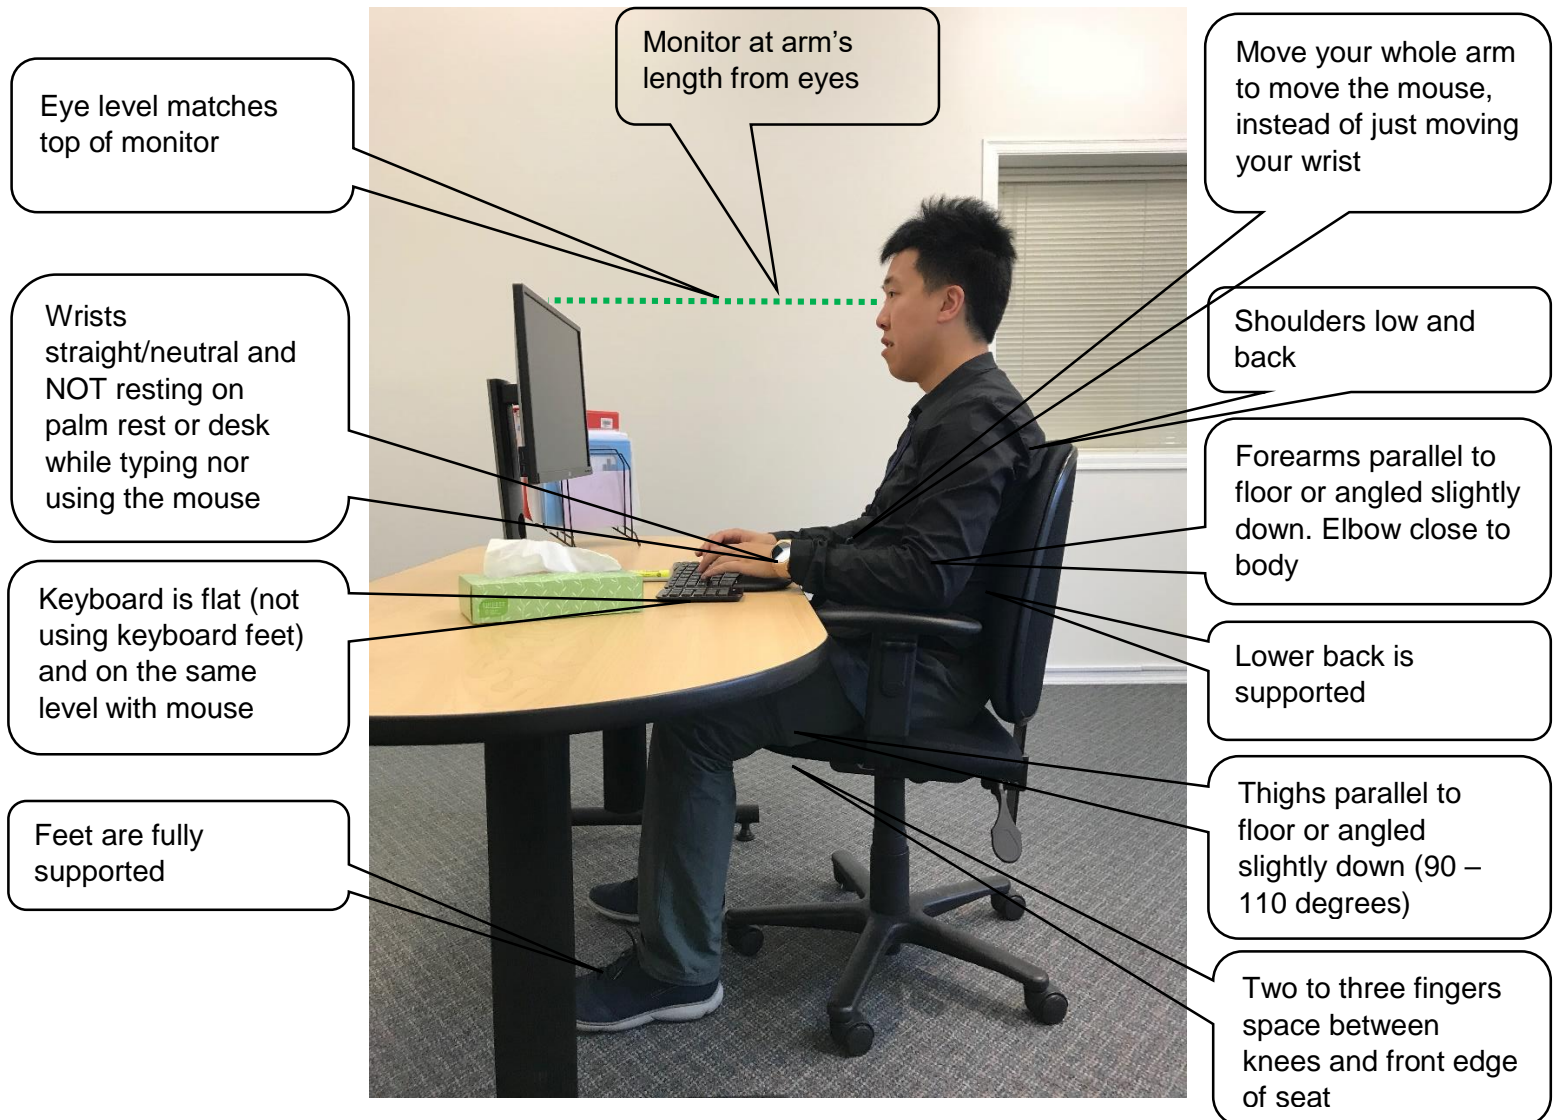 Monitor at arm's
length from eyes
Eye level matches
top of monitor
Wrists
straight/neutral and
NOT resting on
palm rest or desk
while typing nor
using the mouse
Keyboard is flat (not
using keyboard feet)
and on the same
level with mouse
Feet are fully
supported
Move your whole arm
to move the mouse,
instead of just moving
your wrist
Shoulders low and
back
Forearms parallel to
floor or angled slightly
down. Elbow close to
body
Lower back is
supported
Thighs parallel to
floor or angled
slightly down (90 –
110 degrees)
Two to three fingers
space between
knees and front edge
of seat